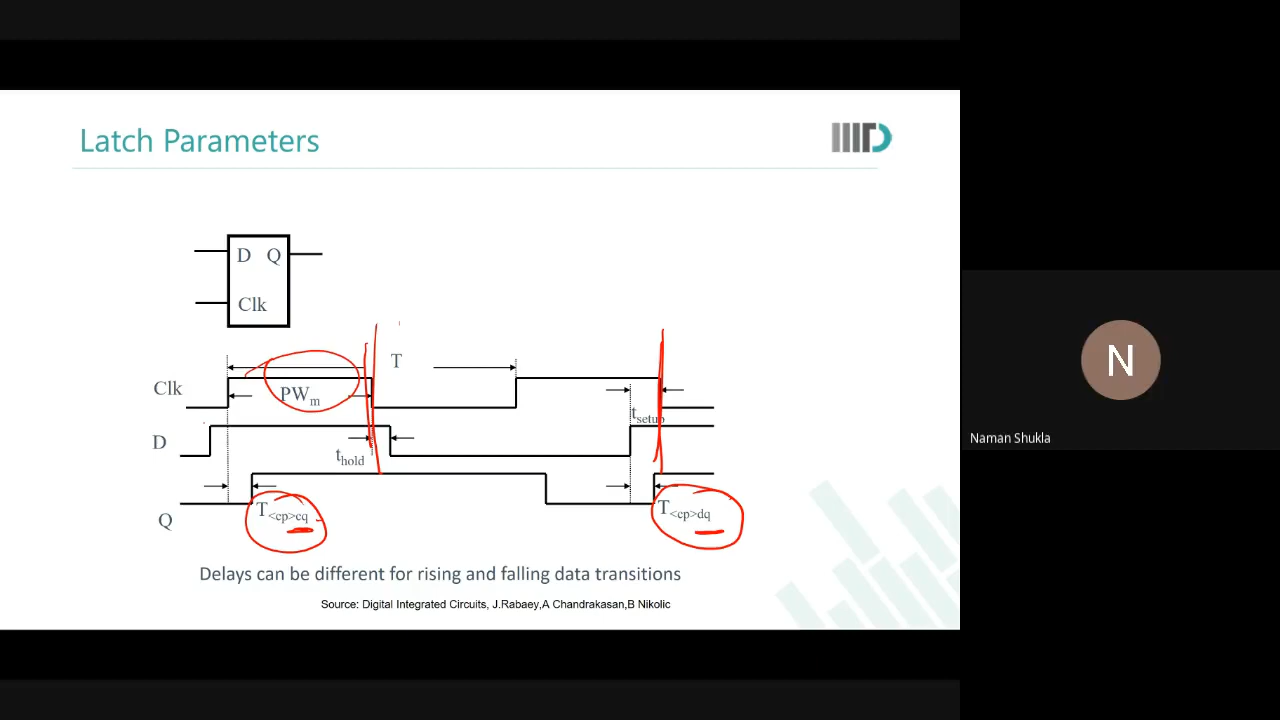 Latch Parameters
IIITD
D Q
Clk
T
Clk
PWm
tsetup
D
thold
T<cp>cq
T<cp>dq
Q
Delays can be different for rising and falling data transitions
Source: Digital Integrated Circuits, J.Rabaey,A Chandrakasan,B Nikolic
N
Naman Shukla